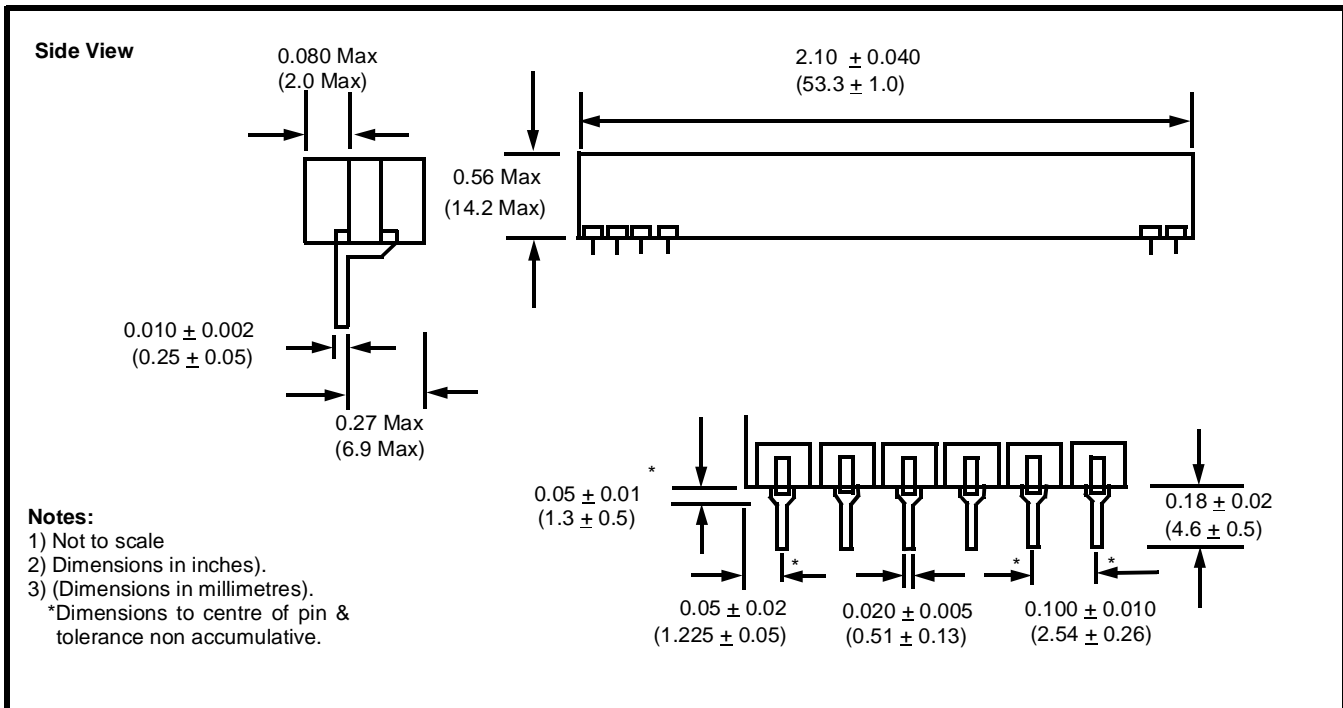 Side View
0.080 Max
(2.0 Max)
2.10 ± 0.040
(53.3 ± 1.0)
0.56 Max
(14.2 Max)
0.010 ± 0.002
(0.25 ± 0.05)
0.27 Max
(6.9 Max)
*
0.05 ± 0.01
(1.3 ± 0.5)
0.18 ± 0.02
(4.6 ± 0.5)
*
*
*
*
0.05 ± 0.02
(1.225 ± 0.05)
0.020 ± 0.005
(0.51 ± 0.13)
0.100 ± 0.010
(2.54 ± 0.26)
Notes:
1) Not to scale
2) Dimensions in inches).
3) (Dimensions in millimetres).
*Dimensions to centre of pin &
tolerance non accumulative.